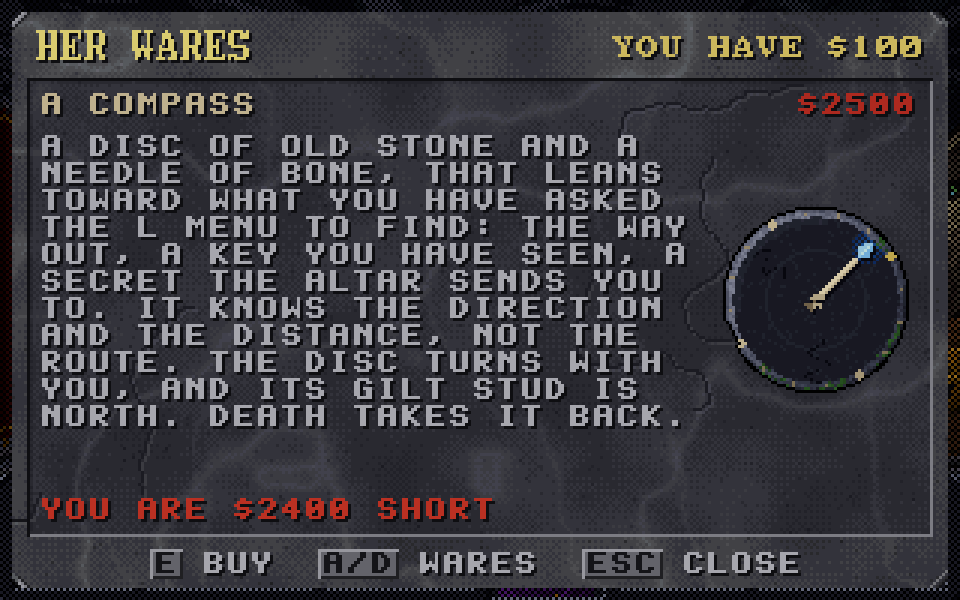 HER WARES
YOU HAVE $100
A COMPASS
$2500
A DISC OF OLD STONE AND A
NEEDLE OF BONE, THAT LEANS
TOWARD WHAT YOU HAVE ASKED
THE L MENU TO FIND: THE WAY
OUT, A KEY YOU HAVE SEEN, A
SECRET THE ALTAR SENDS YOU
TO. IT KNOWS THE DIRECTION
AND THE DISTANCE, NOT THE
ROUTE. THE DISC TURNS WITH
YOU, AND ITS GILT STUD IS
NORTH. DEATH TAKES IT BACK.
YOU ARE $2400 SHORT
E BUY A/D WARES ESC CLOSE